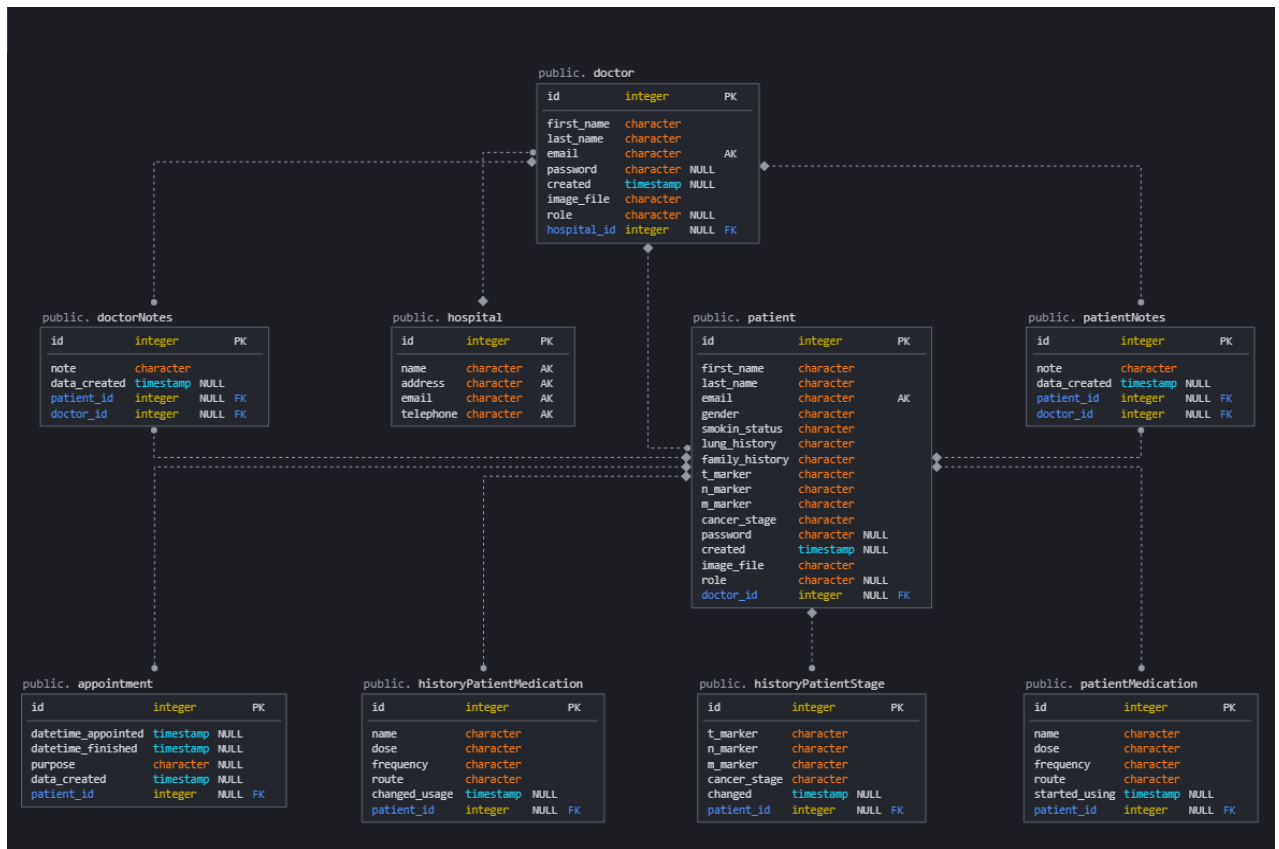 public. doctor
id integer PK
first_name character
last_name character
email character AK
password character NULL
created timestamp NULL
image_file character
role character NULL
hospital_id integer NULL FK
public. doctorNotes
id integer PK
note character
data_created timestamp NULL
patient_id integer NULL FK
doctor_id integer NULL FK
public. hospital
id integer PK
name character AK
address character AK
email character AK
telephone character AK
public. patient
id integer PK
first_name character
last_name character
email character AK
gender character
smokin_status character
lung_history character
family_history character
t_marker character
n_marker character
m_marker character
cancer_stage character
password character NULL
created timestamp NULL
image_file character
role character NULL
doctor_id integer NULL FK
public. patientNotes
id integer PK
note character
data_created timestamp NULL
patient_id integer NULL FK
doctor_id integer NULL FK
public. appointment
id integer PK
datetime_appointed timestamp NULL
datetime_finished timestamp NULL
purpose character NULL
data_created timestamp NULL
patient_id integer NULL FK
public. historyPatientMedication
id integer PK
name character
dose character
frequency character
route character
changed_usage timestamp NULL
patient_id integer NULL FK
public. historyPatientStage
id integer PK
t_marker character
n_marker character
m_marker character
cancer_stage character
changed timestamp NULL
patient_id integer NULL FK
public. patientMedication
id integer PK
name character
dose character
frequency character
route character
started_using timestamp NULL
patient_id integer NULL FK